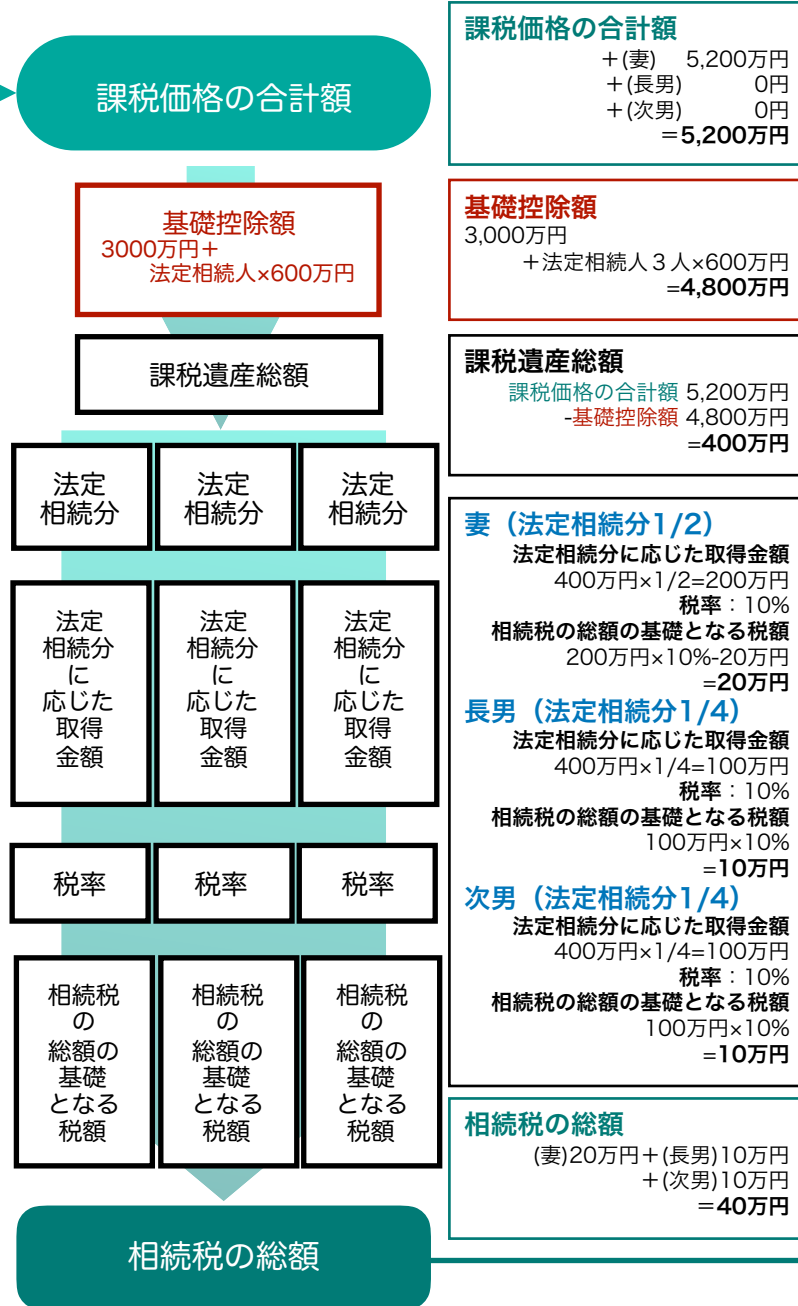 課税価格の合計額
基礎控除額
3000万円＋
法定相続人×600万円
課税遺産総額
法定
相続分
法定
相続分
法定
相続分
法定
相続分
に
応じた
取得
金額
法定
相続分
に
応じた
取得
金額
法定
相続分
に
応じた
取得
金額
税率
税率
税率
相続税
の
総額の
基礎
となる
税額
相続税
の
総額の
基礎
となる
税額
相続税
の
総額の
基礎
となる
税額
相続税の総額
課税価格の合計額
＋(妻) 5,200万円
＋(長男) 0円
＋(次男) 0円
＝5,200万円
基礎控除額
3,000万円
＋法定相続人３人×600万円
=4,800万円
課税遺産総額
課税価格の合計額 5,200万円
-基礎控除額 4,800万円
=400万円
妻（法定相続分1/2）
法定相続分に応じた取得金額
400万円×1/2=200万円
税率：10%
相続税の総額の基礎となる税額
200万円×10%-20万円
=20万円
長男（法定相続分1/4）
法定相続分に応じた取得金額
400万円×1/4=100万円
税率：10%
相続税の総額の基礎となる税額
100万円×10%
=10万円
次男（法定相続分1/4）
法定相続分に応じた取得金額
400万円×1/4=100万円
税率：10%
相続税の総額の基礎となる税額
100万円×10%
=10万円
相続税の総額
(妻)20万円＋(長男)10万円
＋(次男)10万円
＝40万円